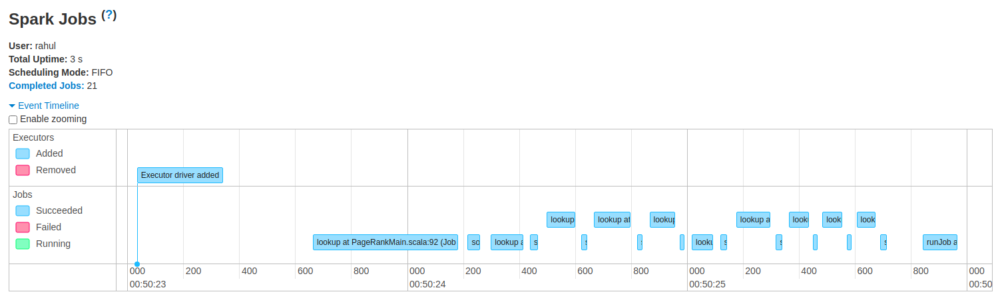 Spark Jobs (?)
User: rahul
Total Uptime: 3 s
Scheduling Mode: FIFO
Completed Jobs: 21
Event Timeline
Enable zooming
Executors
Added
Removed
Executor driver added
Jobs
Succeeded
Failed
Running
lookup lookup at lookup lookup a look look look
lookup at PageRankMain.scala:92 (Job so lookup a s s looku s s s runJob a
000 200 400 600 800 000 200 400 600 800 000 200 400 600 800 000
00:50:23 00:50:24 00:50:25 00:50